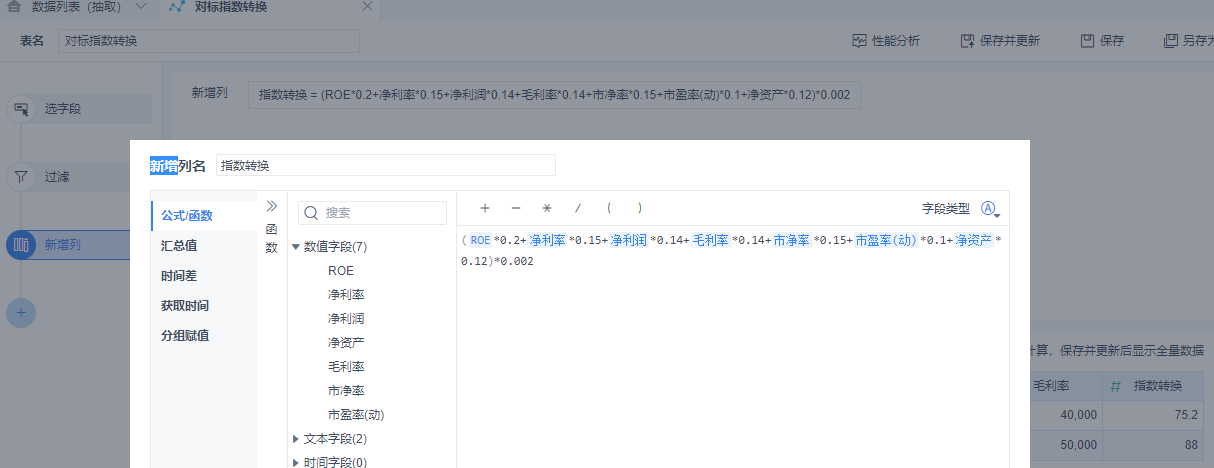 数据列表（抽取） 对标指数转换
表名 对标指数转换 性能分析 保存并更新 保存 另存为
选字段
过滤
新增列
+
新增列 指数转换 = (ROE*0.2+净利率*0.15+净利润*0.14+毛利率*0.14+市净率*0.15+市盈率(动)*0.1+净资产*0.12)*0.002
新增列名 指数转换
公式/函数
汇总值
时间差
获取时间
分组赋值
函
数
搜索
数值字段(7)
ROE
净利率
净利润
净资产
毛利率
市净率
市盈率(动)
文本字段(2)
时间字段(0)
+ - * / ( ) 字段类型 A
(ROE*0.2+净利率*0.15+净利润*0.14+毛利率*0.14+市净率*0.15+市盈率(动)*0.1+净资产*
0.12)*0.002
计算，保存并更新后显示全量数据
毛利率 # 指数转换
40,000 75.2
50,000 88